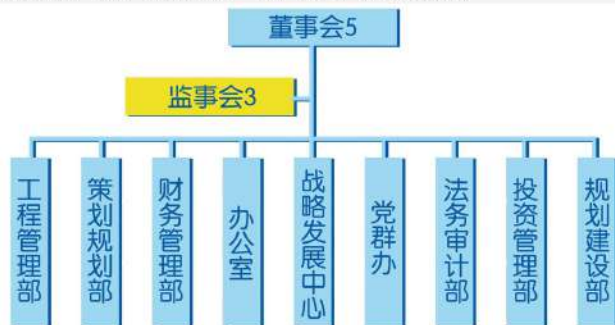 董事会5
监事会3
工程管理部
策划规划部
财务管理部
办公室
战略发展中心
党群办
法务审计部
投资管理部
规划建设部